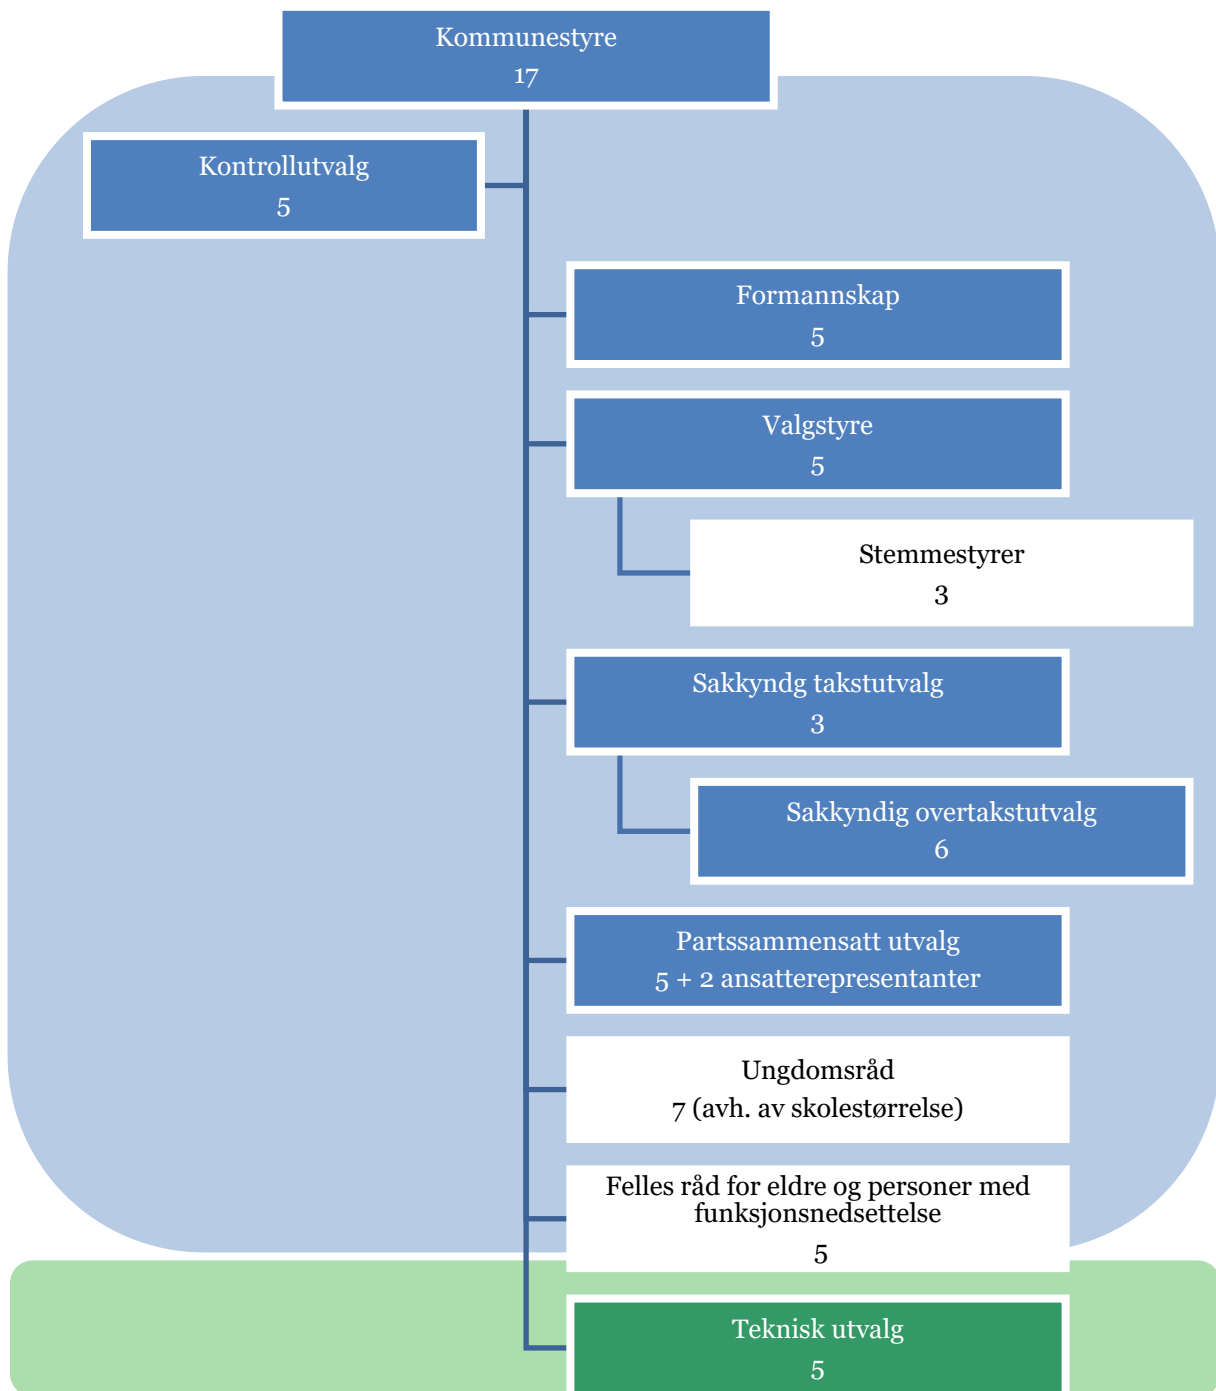 Kommunestyre
17
Kontrollutvalg
5
Formannskap
5
Valgstyre
5
Stemmestyrer
3
Sakkyndg takstutvalg
3
Sakkyndig overtakstutvalg
6
Partssammensatt utvalg
5 + 2 ansatterepresentanter
Ungdomsråd
7 (avh. av skolestørrelse)
Felles råd for eldre og personer med
funksjonsnedsettelse
5
Teknisk utvalg
5